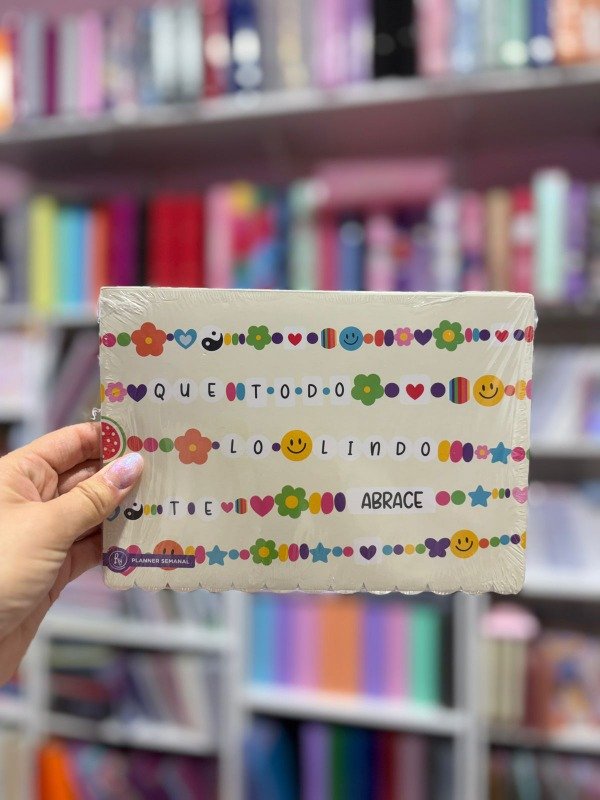 QUE TODO
LO LINDO
TE ABRACE
PLANNER SEMANAL